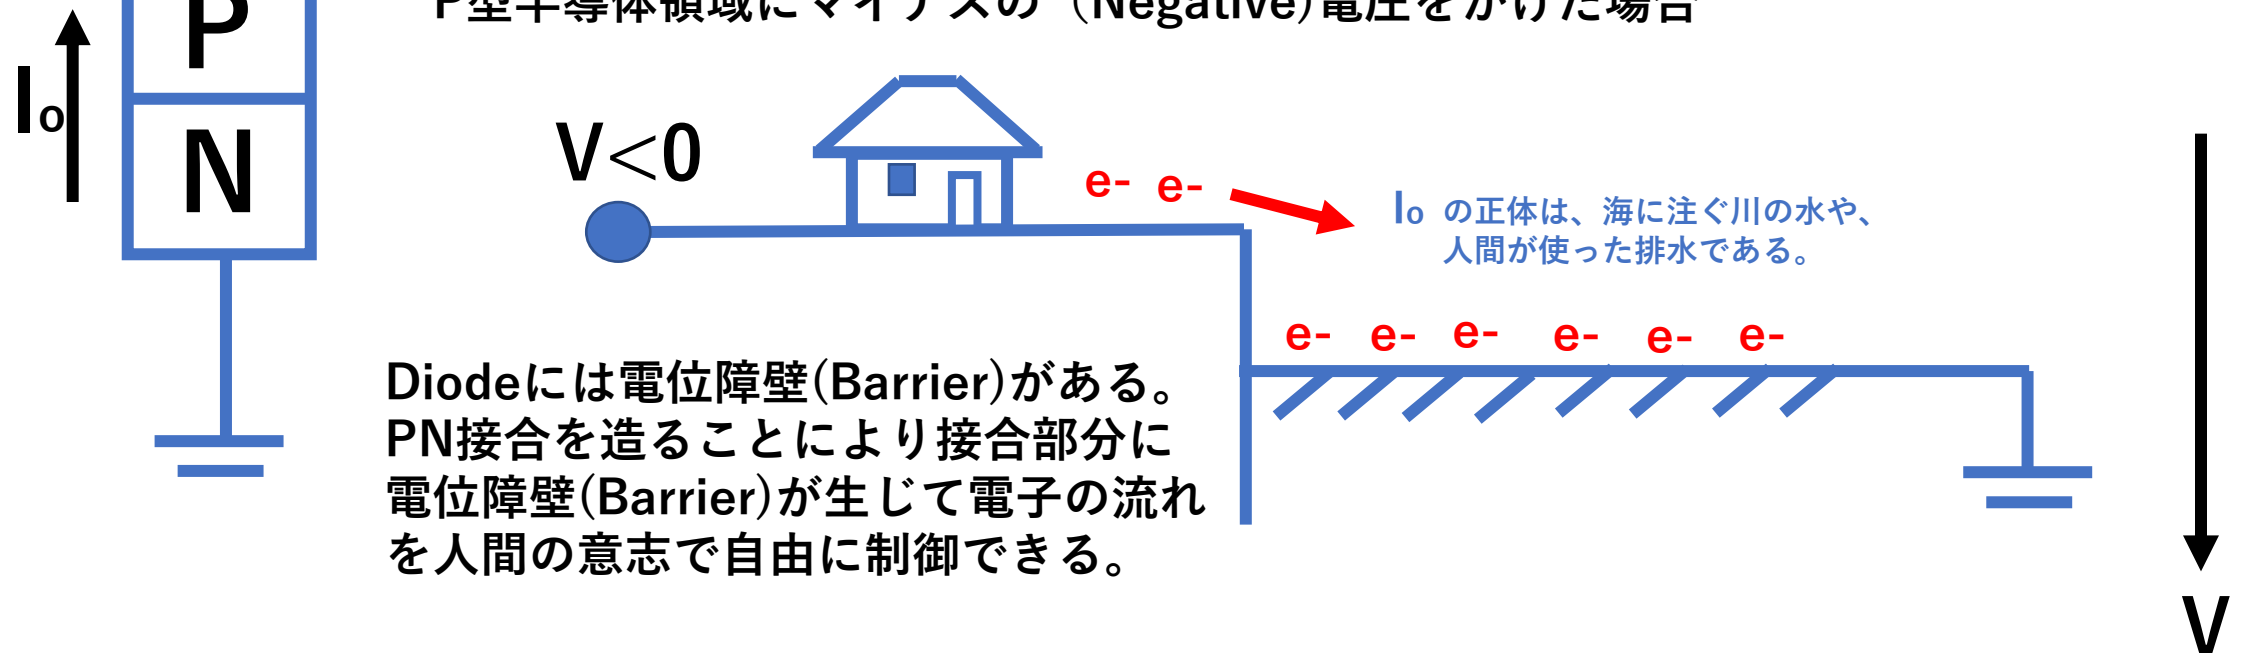 P型半導体領域にマイナスの（Negative)電圧をかけた場合
P
Io
N
V<0
e- e-
Io の正体は、海に注ぐ川の水や、
人間が使った排水である。
e- e- e- e- e- e-
Diodeには電位障壁(Barrier)がある。
PN接合を造ることにより接合部分に
電位障壁(Barrier)が生じて電子の流れ
を人間の意志で自由に制御できる。
V